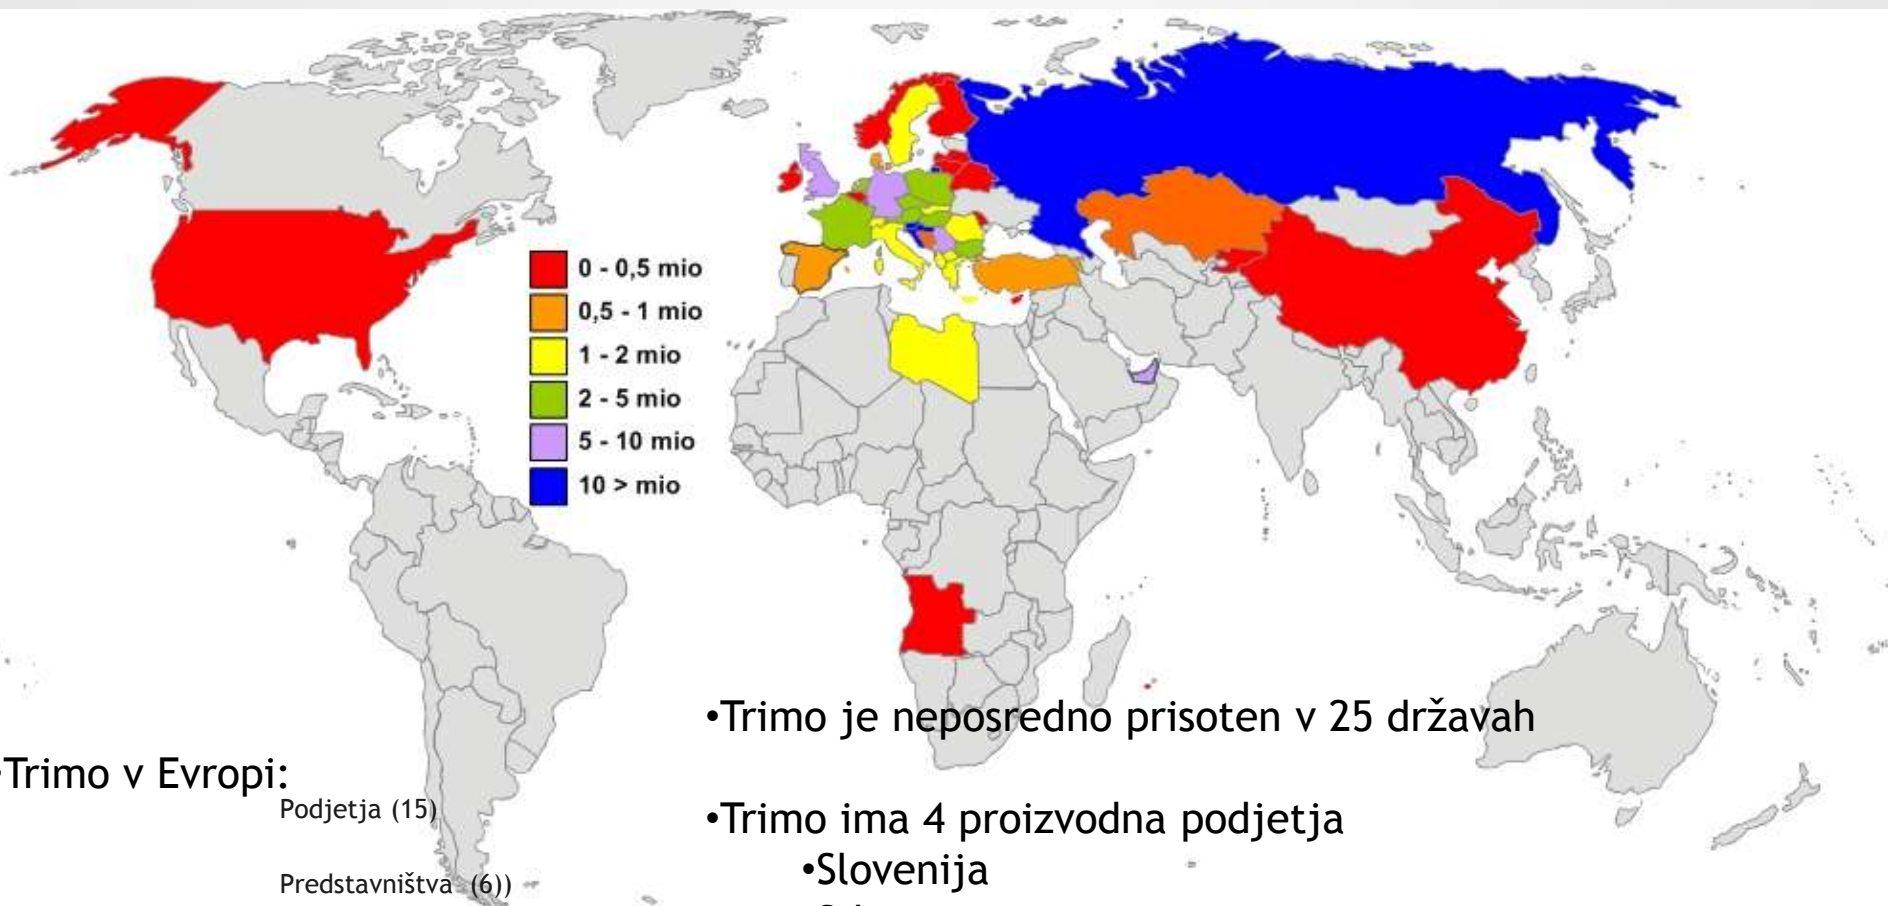 0 - 0,5 mio
0,5 - 1 mio
1 - 2 mio
2 - 5 mio
5 - 10 mio
10 > mio
•Trimo je neposredno prisoten v 25 državah
•Trimo v Evropi:
Podjetja (15)
Predstavništva (6))
•Trimo ima 4 proizvodna podjetja
•Slovenija